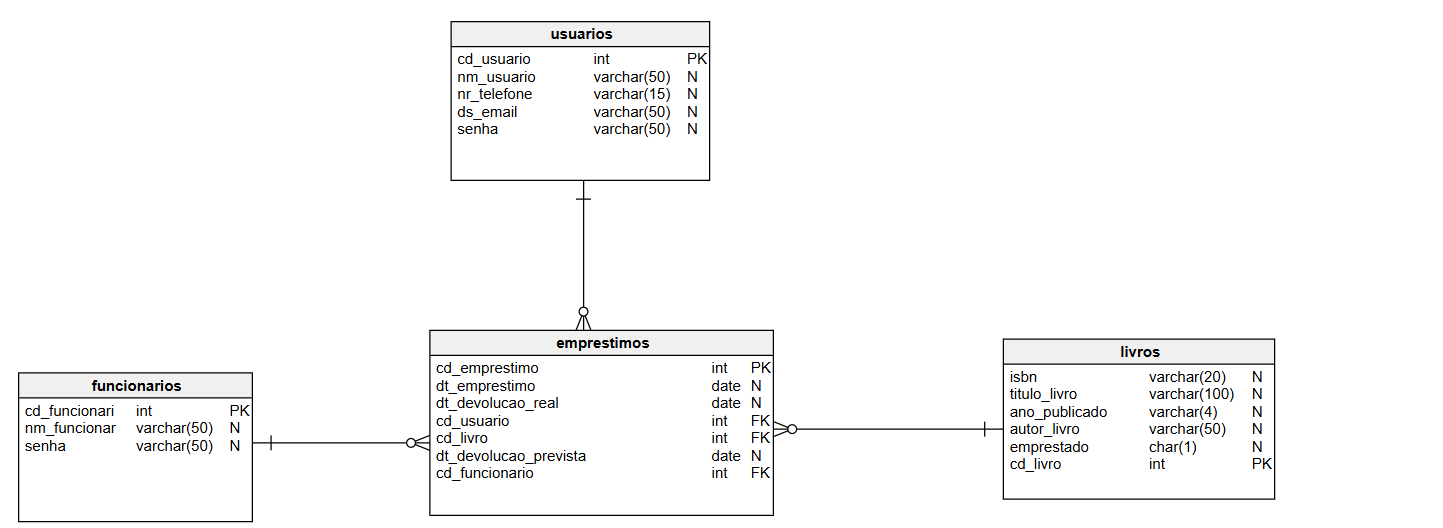 usuarios
cd_usuario int PK
nm_usuario varchar(50) N
nr_telefone varchar(15) N
ds_email varchar(50) N
senha varchar(50) N
funcionarios
cd_funcionari int PK
nm_funcionar varchar(50) N
senha varchar(50) N
emprestimos
cd_emprestimo int PK
dt_emprestimo date N
dt_devolucao_real date N
cd_usuario int FK
cd_livro int FK
dt_devolucao_prevista date N
cd_funcionario int FK
livros
isbn varchar(20) N
titulo_livro varchar(100) N
ano_publicado varchar(4) N
autor_livro varchar(50) N
emprestado char(1) N
cd_livro int PK